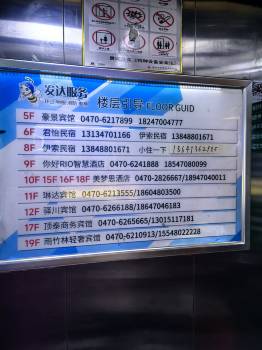 发达服务
楼层引导 FLOOR GUID
5F 豪景宾馆 0470-6217899 18247004777
6F 君怡民宿 13134701166 伊索民宿 13848801671
8F 伊索民宿 13848801671 小住一下
9F 你好RIO智慧酒店 0470-6241888 18547080099
10F 15F 16F 18F 美梦思酒店 0470-2826667/18947040011
11F 琳达宾馆 0470-6213555/18604803500
12F 驿川宾馆 0470-6266188/18647046183
17F 顶泰商务宾馆 0470-6265665/13015117181
19F 雨竹林轻奢宾馆 0470-6210913/15548022228